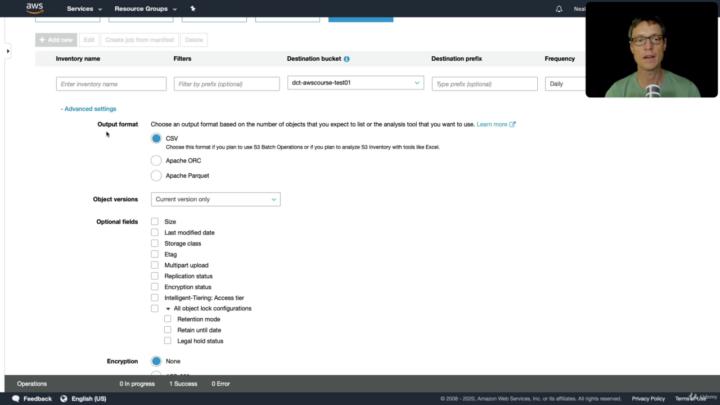 aws Services Resource Groups Neal
Add new Edit Create job from manifest Delete
Inventory name Filters Destination bucket Destination prefix Frequency
Enter inventory name Filter by prefix (optional) dct-awscourse-test01 Type prefix (optional) Daily
- Advanced settings
Output format Choose an output format based on the number of objects that you expect to list or the analysis tool that you want to use. Learn more
CSV
Choose this format if you plan to use S3 Batch Operations or if you plan to analyze S3 Inventory with tools like Excel.
Apache ORC
Apache Parquet
Object versions Current version only
Optional fields Size
Last modified date
Storage class
Etag
Multipart upload
Replication status
Encryption status
Intelligent-Tiering: Access tier
All object lock configurations
Retention mode
Retain until date
Legal hold status
Encryption None
Operations 0 In progress 1 Success 0 Error
Feedback English (US) © 2008 - 2020, Amazon Web Services, Inc. or its affiliates. All rights reserved. Privacy Policy Terms of Use
Udemy